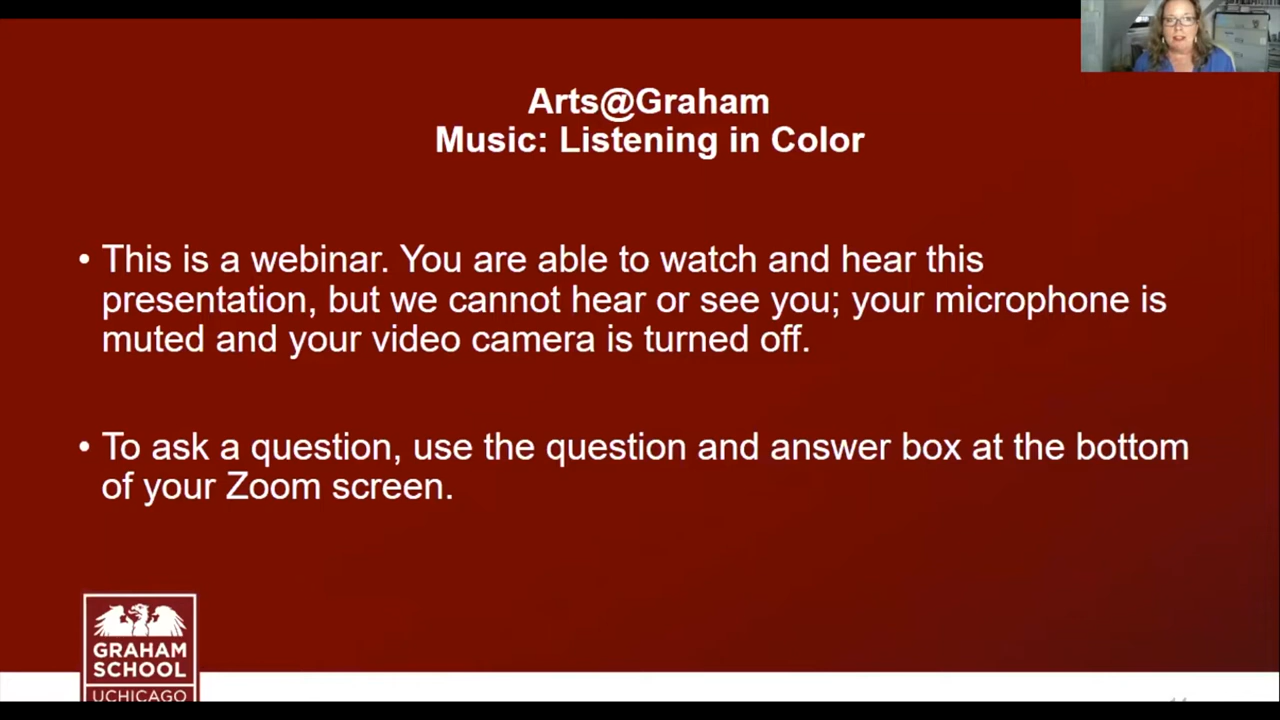 Arts@Graham
Music: Listening in Color
• This is a webinar. You are able to watch and hear this
presentation, but we cannot hear or see you; your microphone is
muted and your video camera is turned off.
• To ask a question, use the question and answer box at the bottom
of your Zoom screen.
GRAHAM
SCHOOL
UCHICAGO